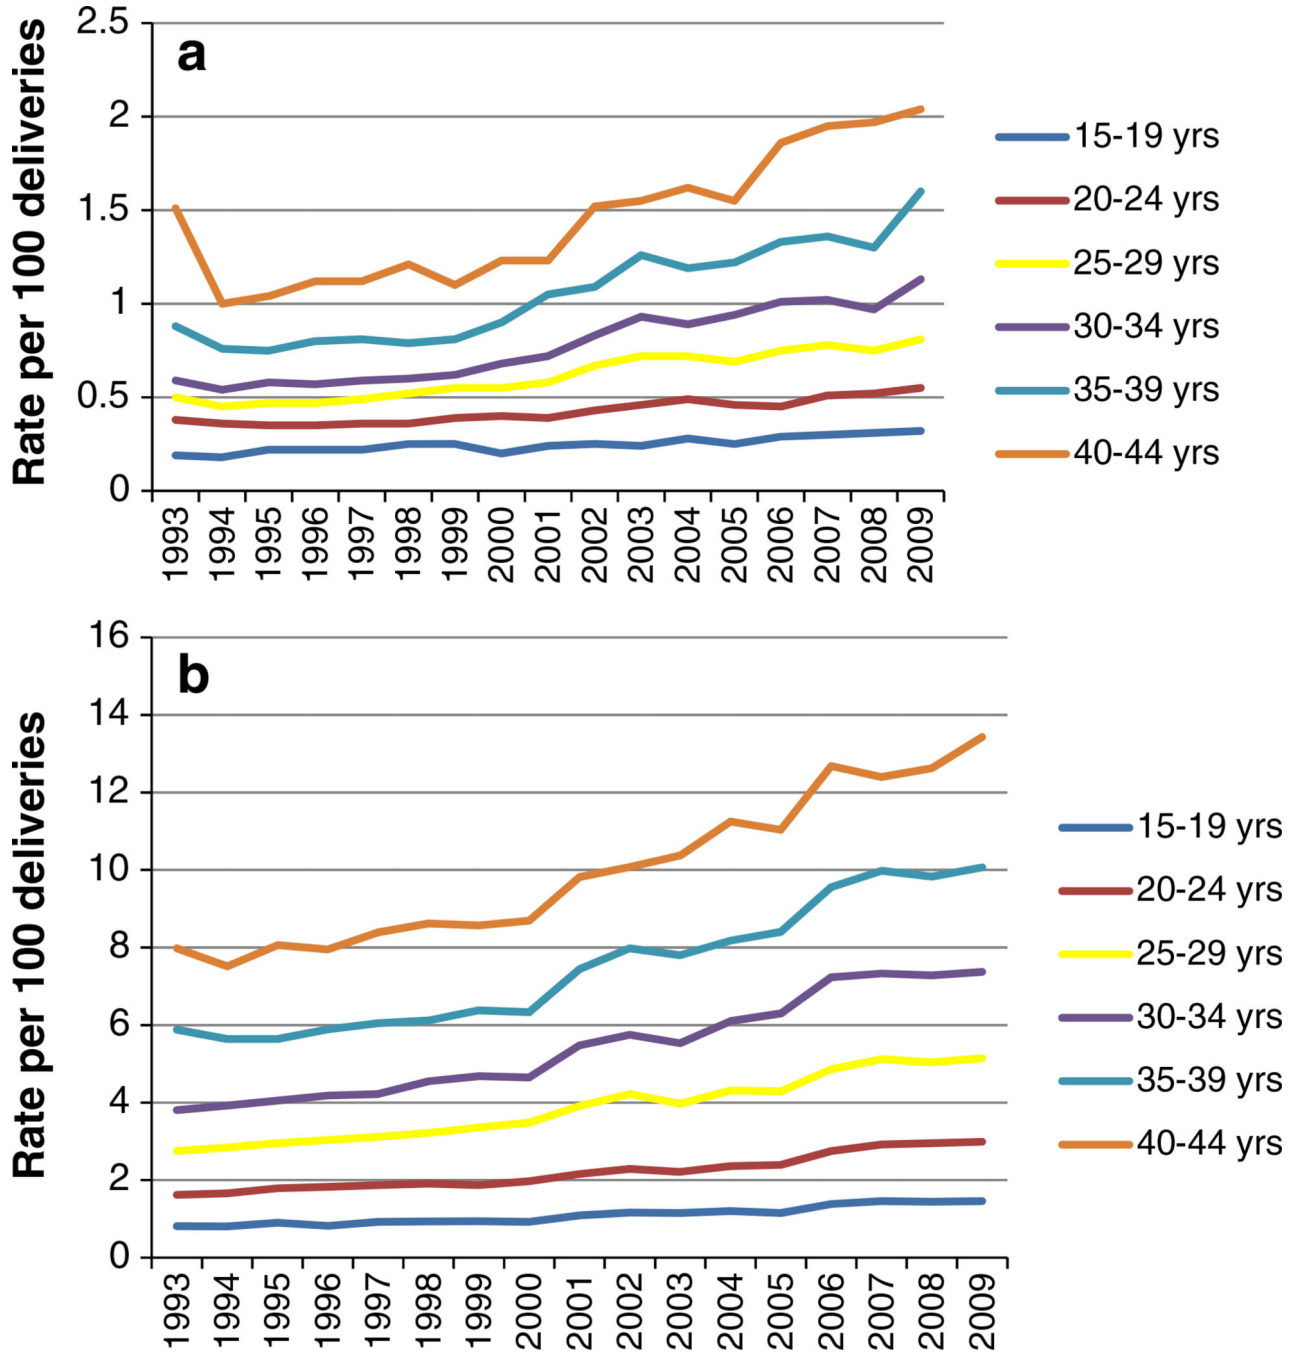 Rate per 100 deliveries
a
2.5
2
1.5
1
0.5
0
1993 1994 1995 1996 1997 1998 1999 2000 2001 2002 2003 2004 2005 2006 2007 2008 2009
15-19 yrs
20-24 yrs
25-29 yrs
30-34 yrs
35-39 yrs
40-44 yrs
Rate per 100 deliveries
b
16
14
12
10
8
6
4
2
0
1993 1994 1995 1996 1997 1998 1999 2000 2001 2002 2003 2004 2005 2006 2007 2008 2009
15-19 yrs
20-24 yrs
25-29 yrs
30-34 yrs
35-39 yrs
40-44 yrs